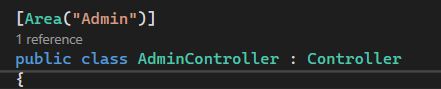 [Area("Admin")]
1 reference
public class AdminController : Controller
{